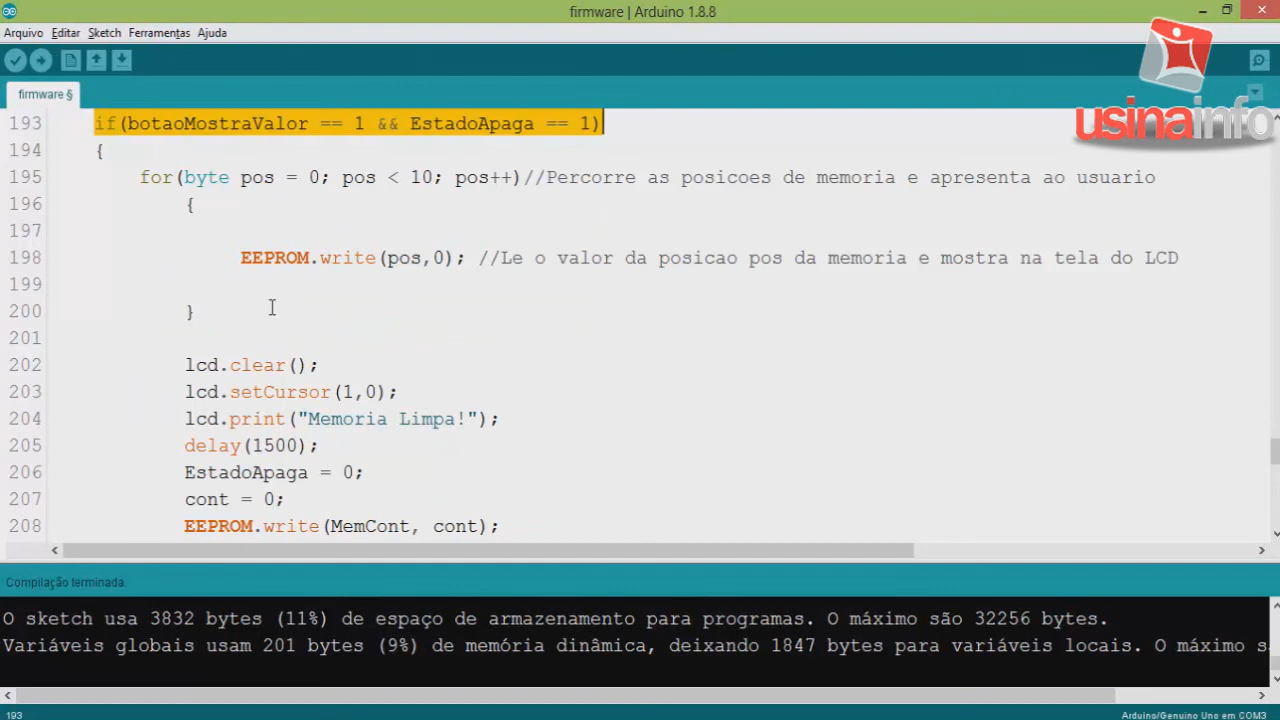 firmware | Arduino 1.8.8
Arquivo Editar Sketch Ferramentas Ajuda
firmware §
usinainfo
193 if(botaoMostraValor == 1 && EstadoApaga == 1)
194 {
195 for(byte pos = 0; pos < 10; pos++)//Percorre as posicoes de memoria e apresenta ao usuario
196 {
197
198 EEPROM.write(pos,0); //Le o valor da posicao pos da memoria e mostra na tela do LCD
199
200 }
201
202 lcd.clear();
203 lcd.setCursor(1,0);
204 lcd.print("Memoria Limpa!");
205 delay(1500);
206 EstadoApaga = 0;
207 cont = 0;
208 EEPROM.write(MemCont, cont);
Compilação terminada.
O sketch usa 3832 bytes (11%) de espaço de armazenamento para programas. O máximo são 32256 bytes.
Variáveis globais usam 201 bytes (9%) de memória dinâmica, deixando 1847 bytes para variáveis locais. O máximo s
193 Arduino/Genuino Uno em COM3